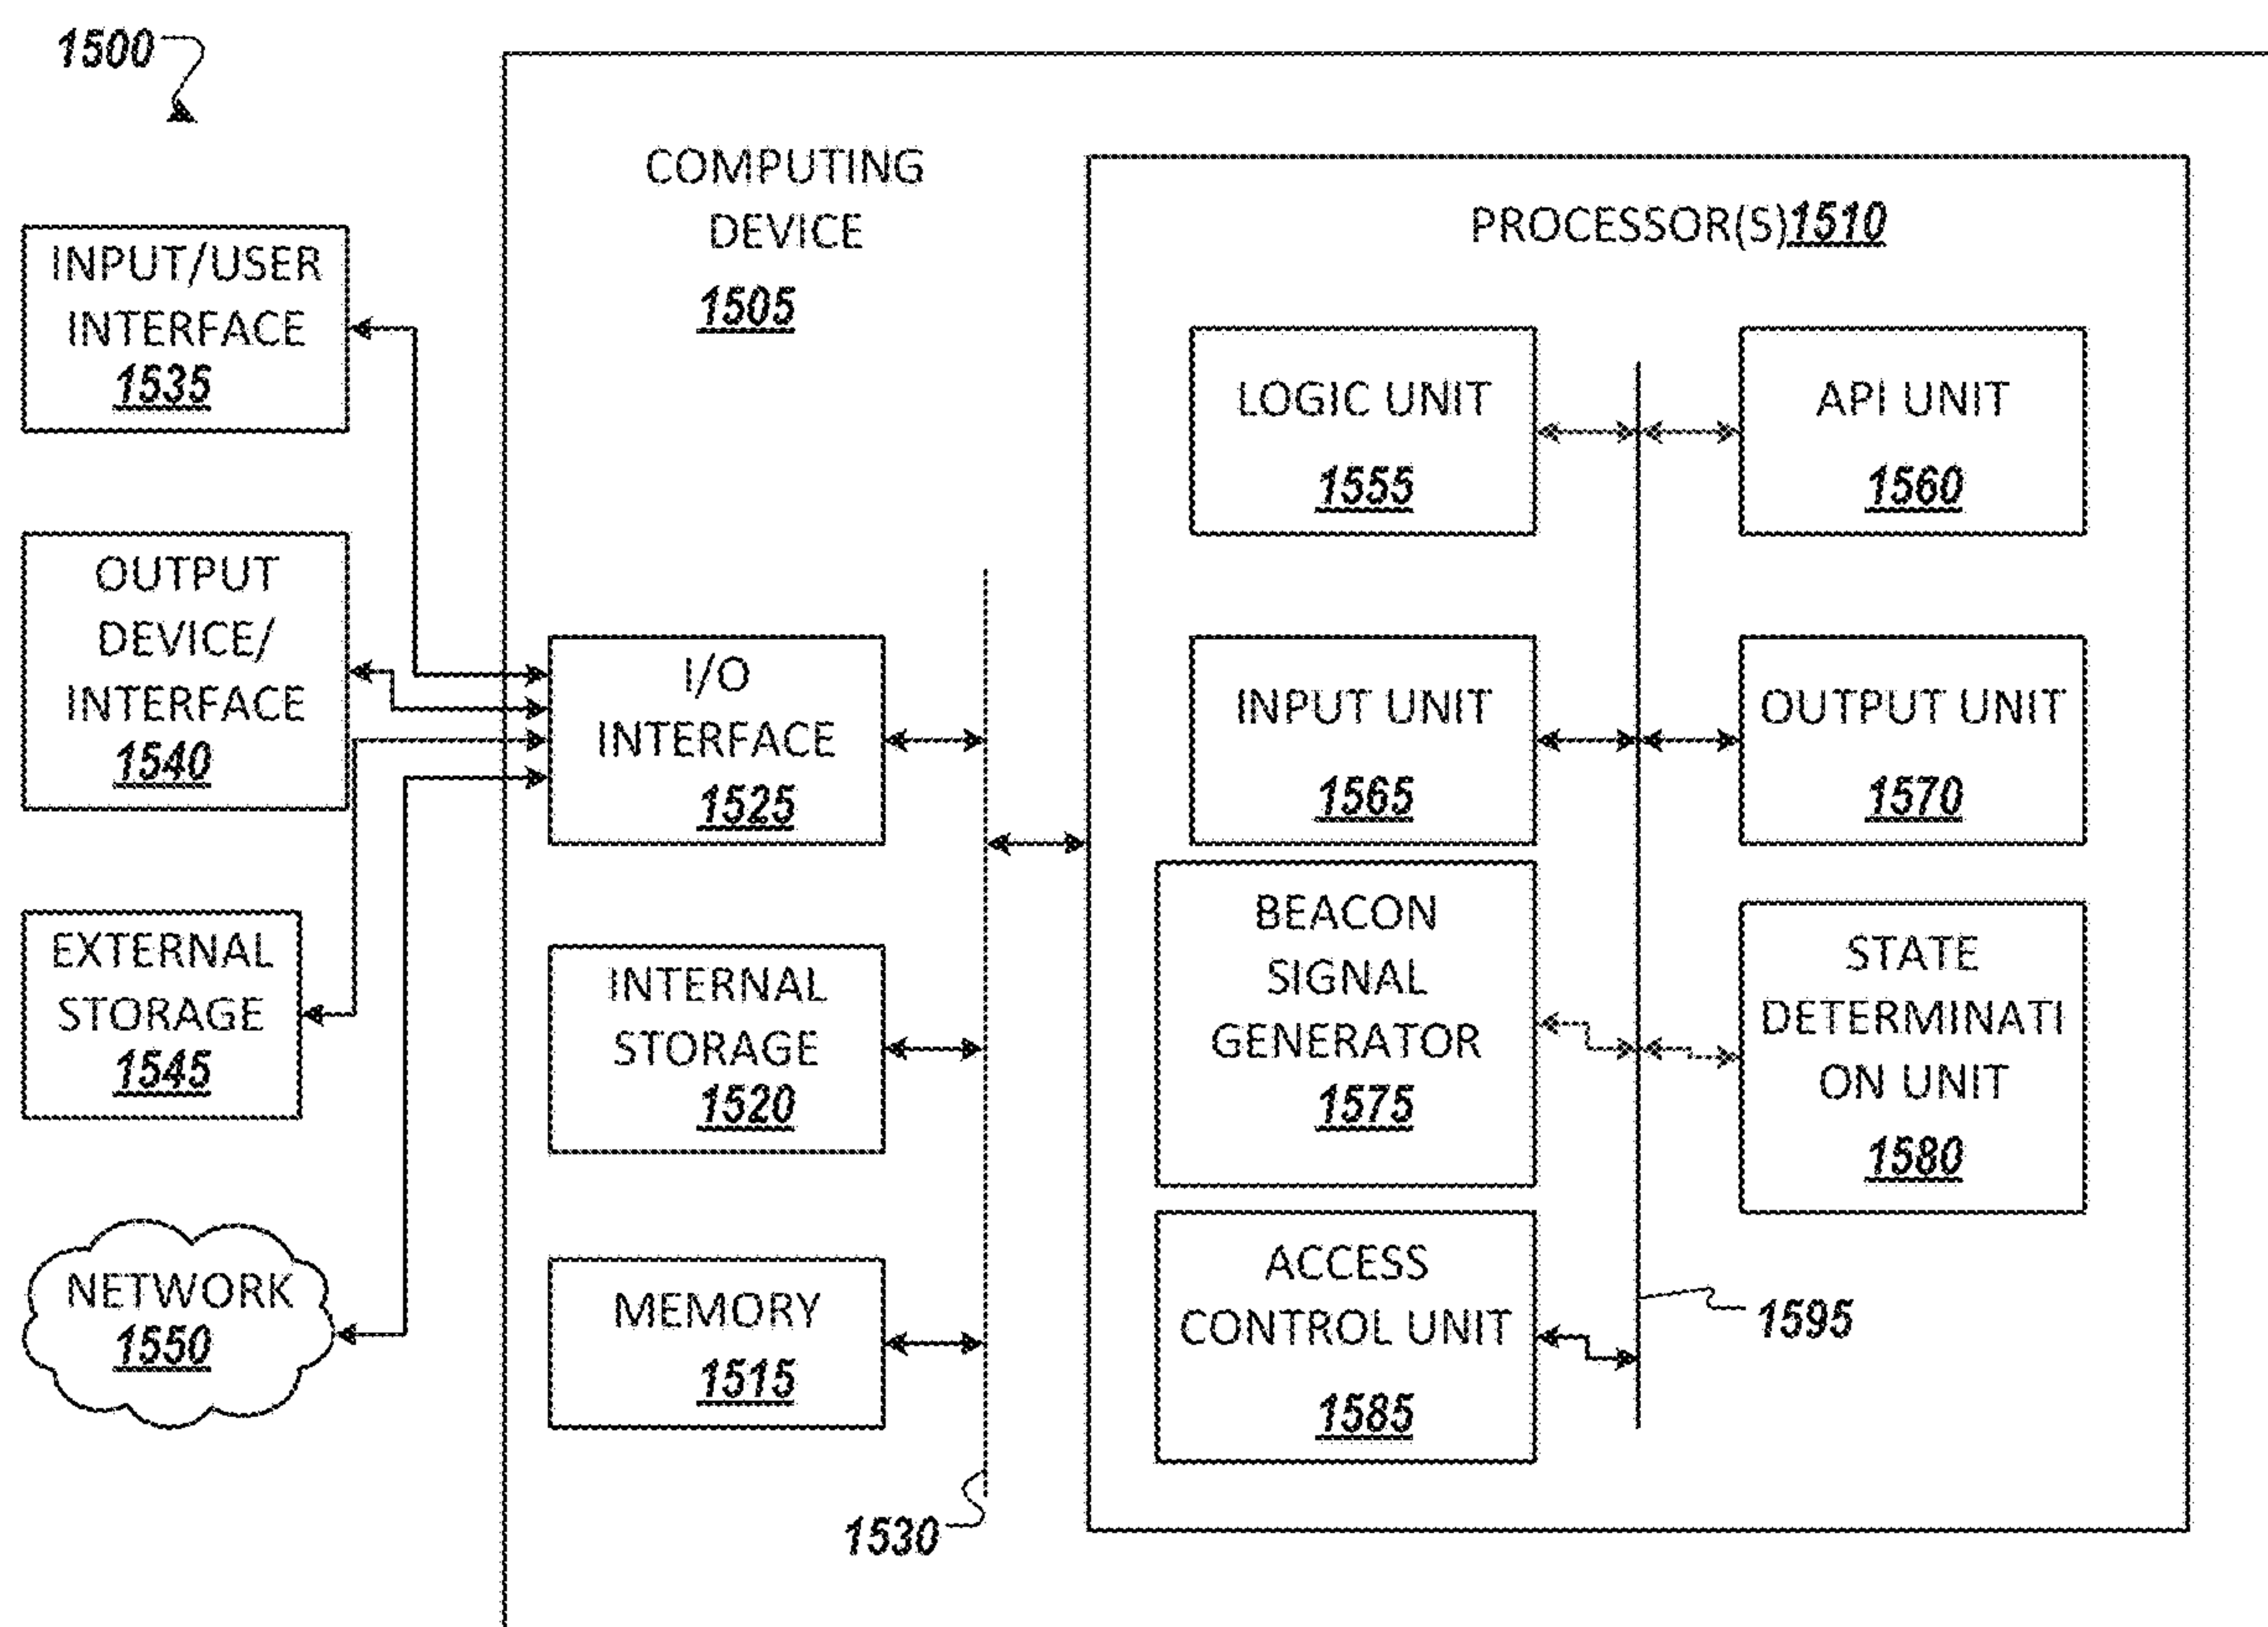 1500
COMPUTING
DEVICE
1505
PROCESSOR(S)1510
INPUT/USER
INTERFACE
1535
OUTPUT
DEVICE/
INTERFACE
1540
EXTERNAL
STORAGE
1545
NETWORK
1550
I/O
INTERFACE
1525
INTERNAL
STORAGE
1520
MEMORY
1515
1530
LOGIC UNIT
1555
API UNIT
1560
INPUT UNIT
1565
OUTPUT UNIT
1570
BEACON
SIGNAL
GENERATOR
1575
STATE
DETERMINATI
ON UNIT
1580
ACCESS
CONTROL UNIT
1585
1595